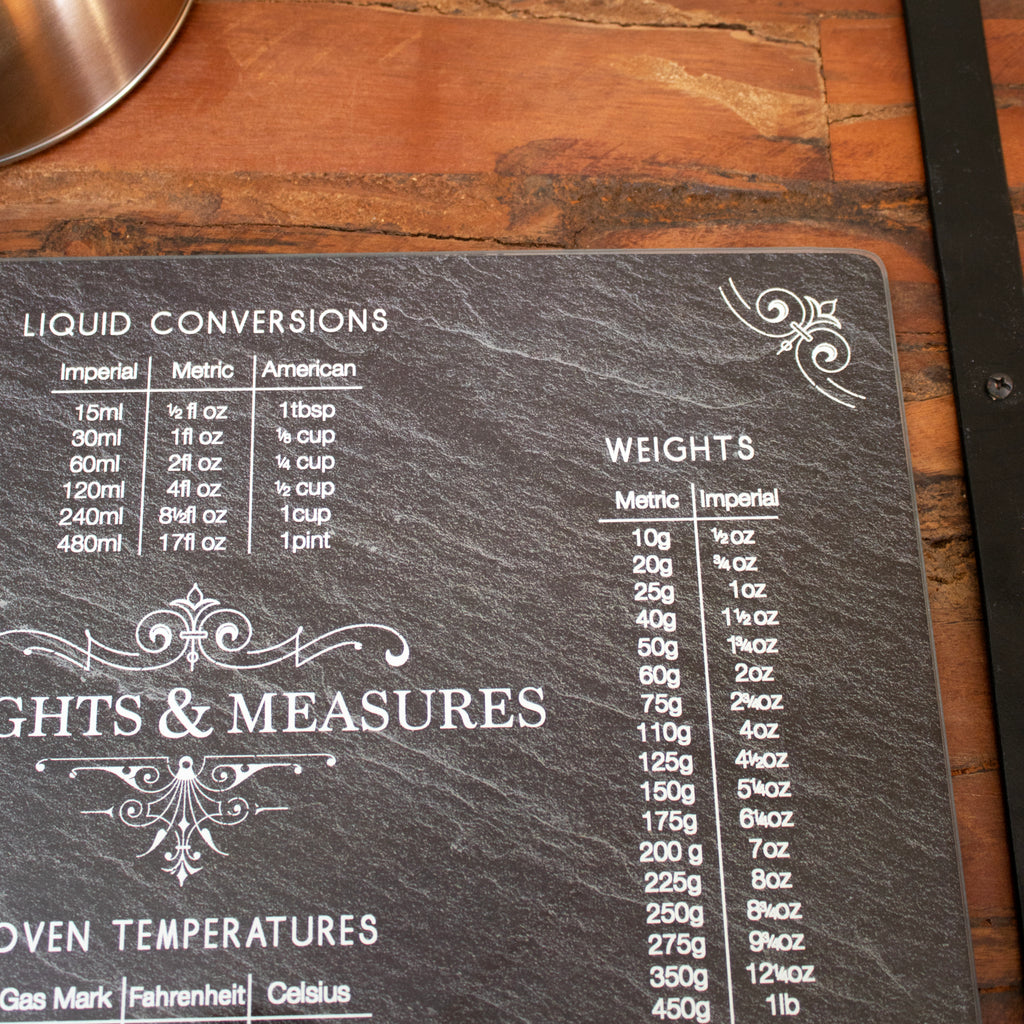 LIQUID CONVERSIONS
Imperial Metric American
15ml ½ fl oz 1tbsp
30ml 1fl oz ⅛ cup
60ml 2fl oz ¼ cup
120ml 4fl oz ½ cup
240ml 8½fl oz 1cup
480ml 17fl oz 1pint
GHTS & MEASURES
OVEN TEMPERATURES
Gas Mark Fahrenheit Celsius
WEIGHTS
Metric Imperial
10g ½oz
20g ¾oz
25g 1oz
40g 1½oz
50g 1¾oz
60g 2oz
75g 2¾oz
110g 4oz
125g 4½oz
150g 5¼oz
175g 6¼oz
200 g 7oz
225g 8oz
250g 8¾oz
275g 9¾oz
350g 12¼oz
450g 1lb